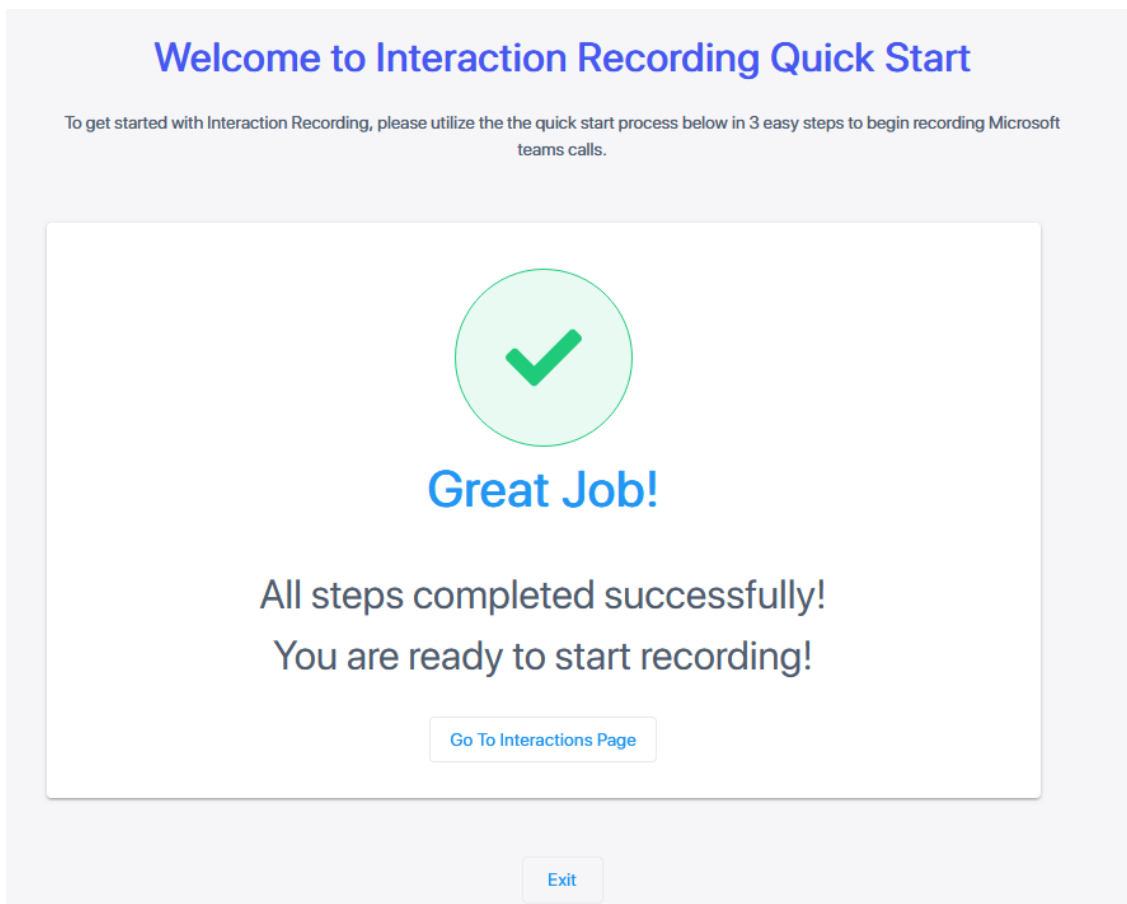 Welcome to Interaction Recording Quick Start
To get started with Interaction Recording, please utilize the the quick start process below in 3 easy steps to begin recording Microsoft
teams calls.
Great Job!
All steps completed successfully!
You are ready to start recording!
Go To Interactions Page
Exit